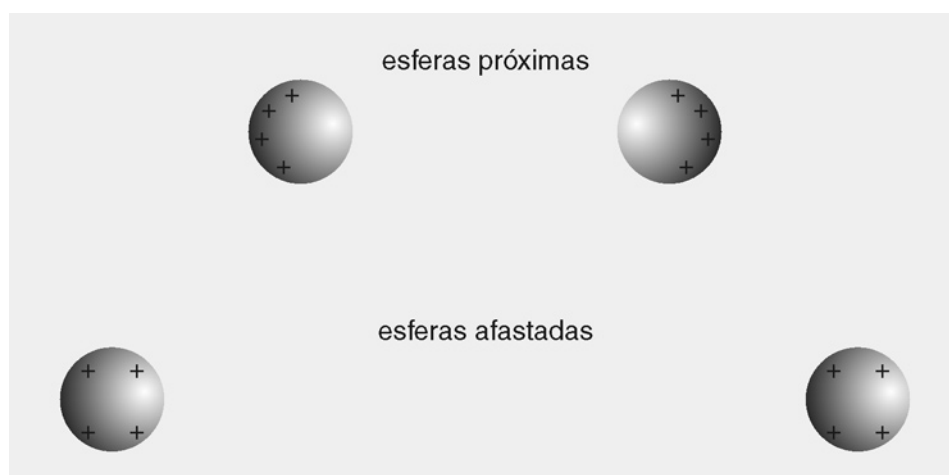 esferas próximas
+ + + + + + + +
esferas afastadas
+ + + +
+ + + +